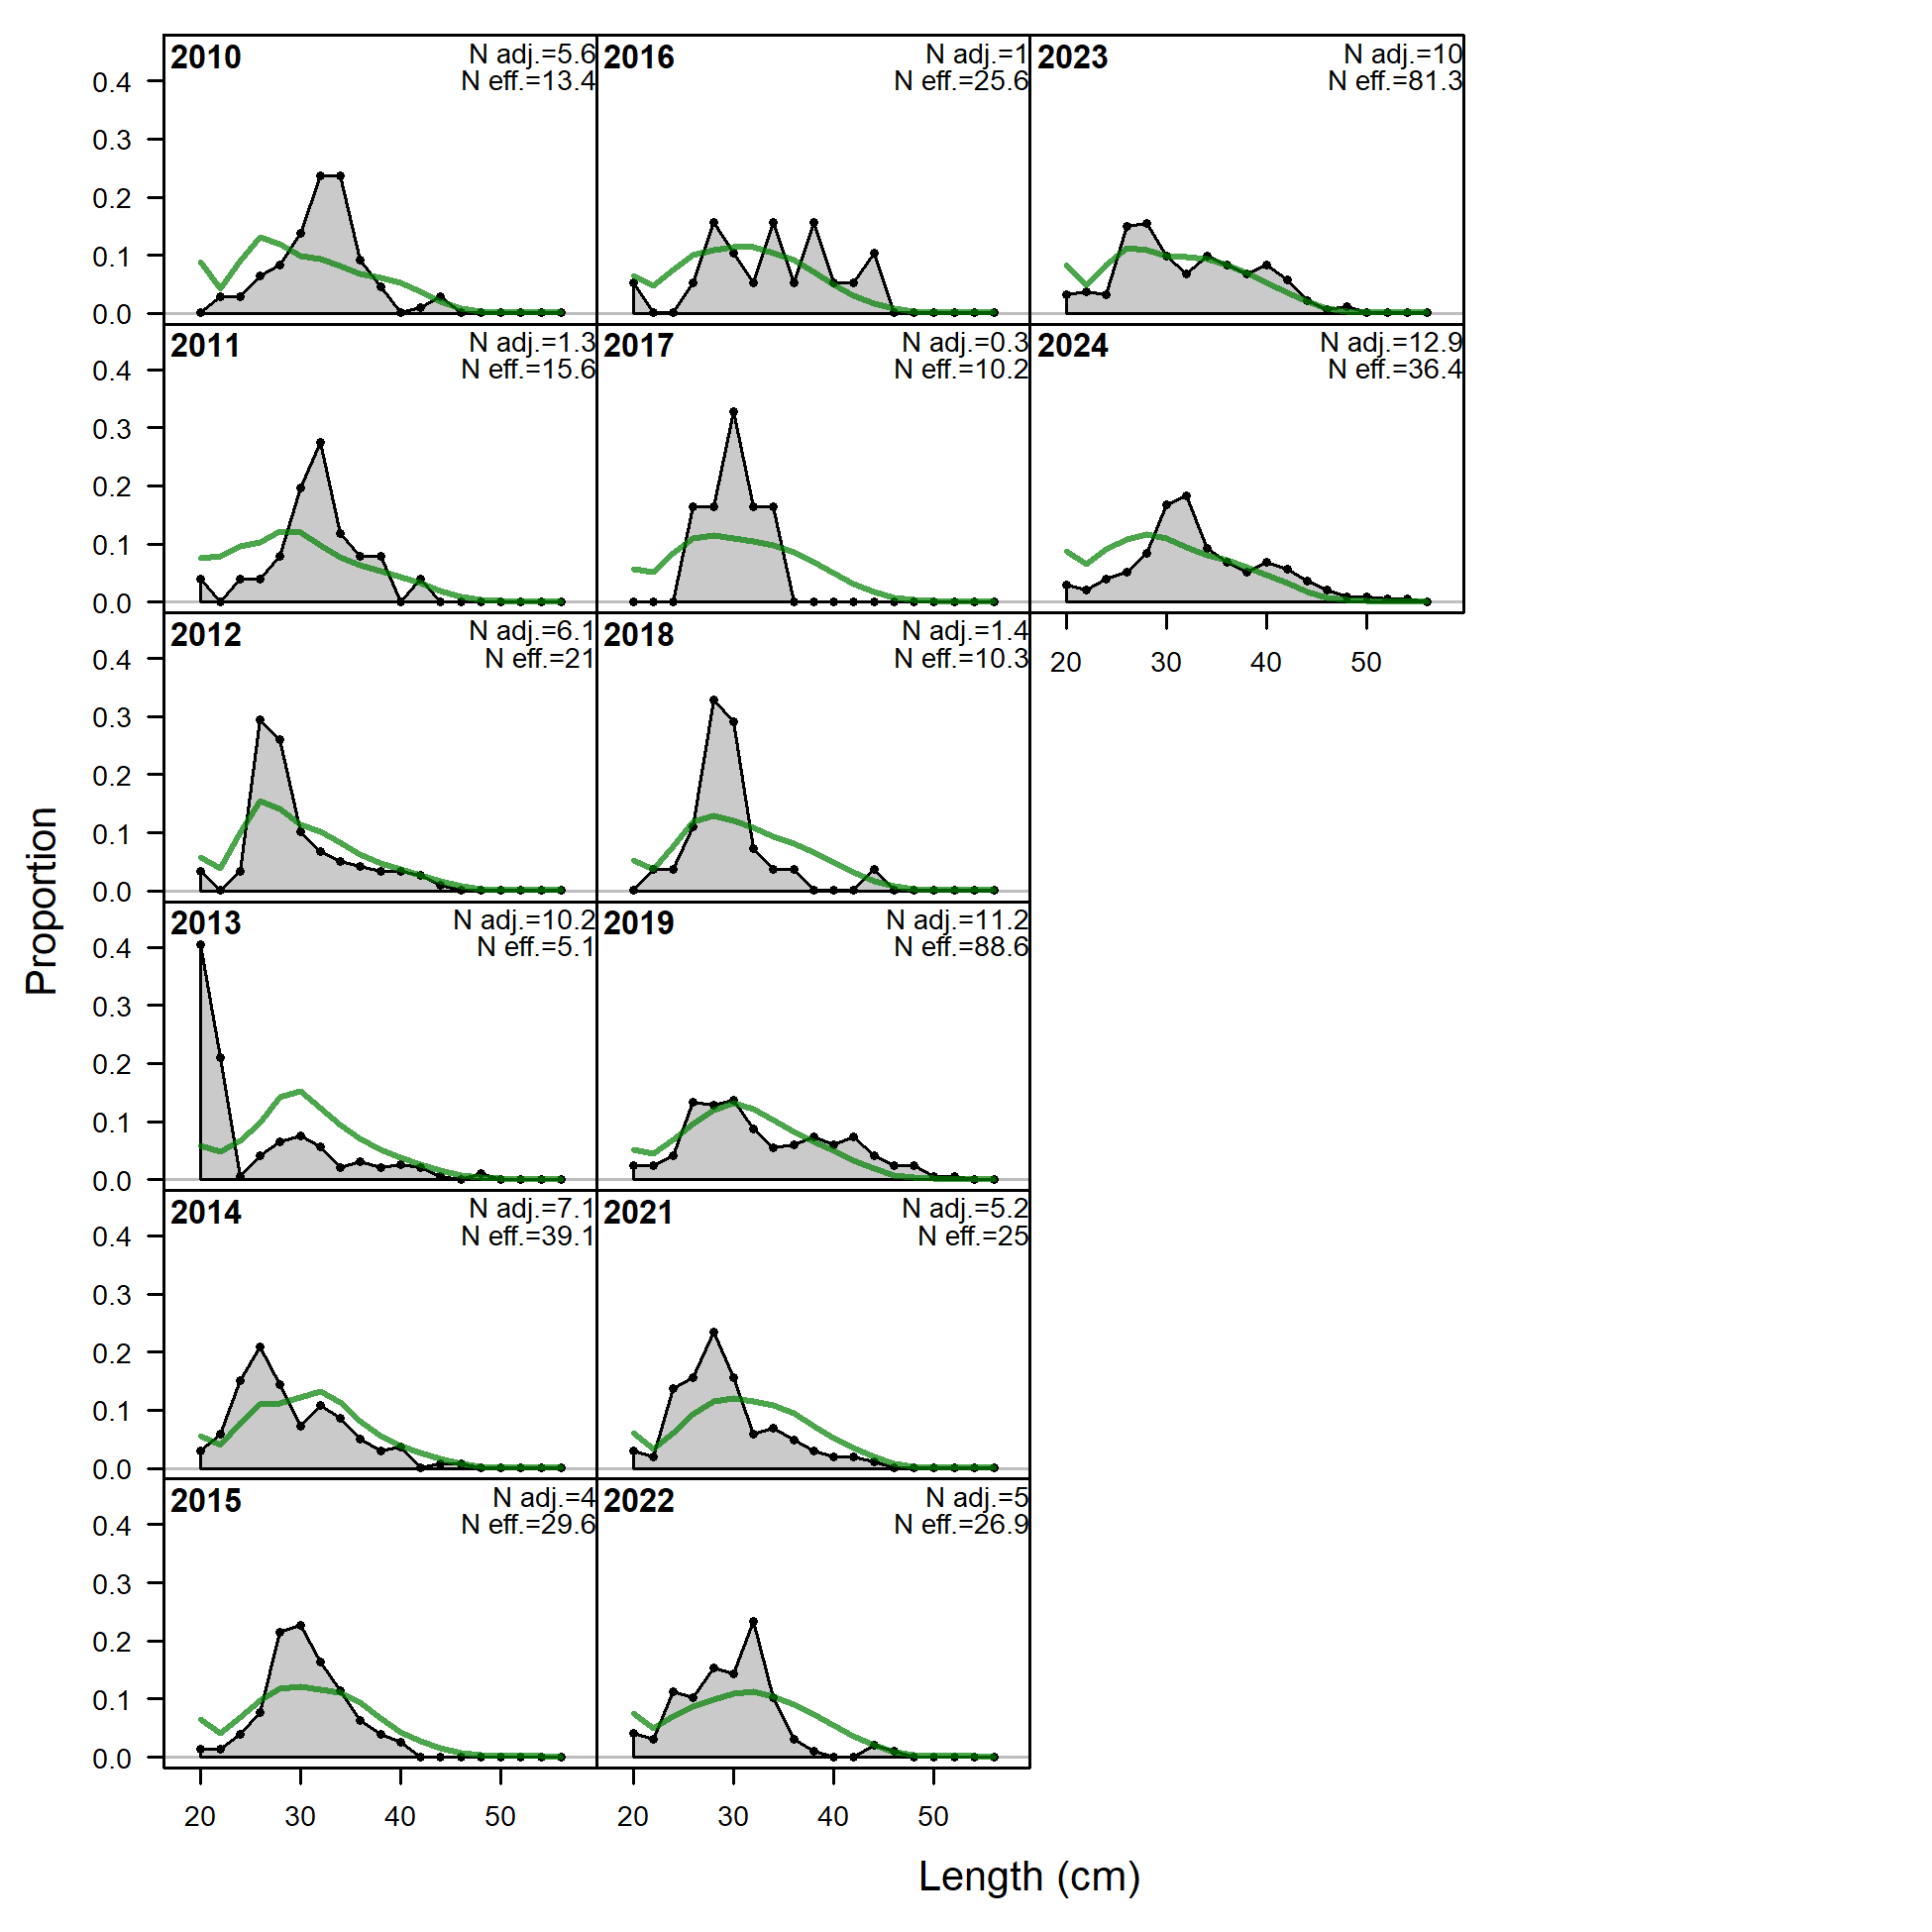 2010
N adj.=5.6
N eff.=13.4
2016
N adj.=1
N eff.=25.6
2023
N adj.=10
N eff.=81.3
0.4
0.3
0.2
0.1
0.0
2011
N adj.=1.3
N eff.=15.6
2017
N adj.=0.3
N eff.=10.2
2024
N adj.=12.9
N eff.=36.4
0.4
0.3
0.2
0.1
0.0
20 30 40 50
2012
N adj.=6.1
N eff.=21
2018
N adj.=1.4
N eff.=10.3
0.4
0.3
0.2
0.1
0.0
Proportion
2013
N adj.=10.2
N eff.=5.1
2019
N adj.=11.2
N eff.=88.6
0.4
0.3
0.2
0.1
0.0
2014
N adj.=7.1
N eff.=39.1
2021
N adj.=5.2
N eff.=25
0.4
0.3
0.2
0.1
0.0
2015
N adj.=4
N eff.=29.6
2022
N adj.=5
N eff.=26.9
0.4
0.3
0.2
0.1
0.0
20 30 40 50
20 30 40 50
Length (cm)